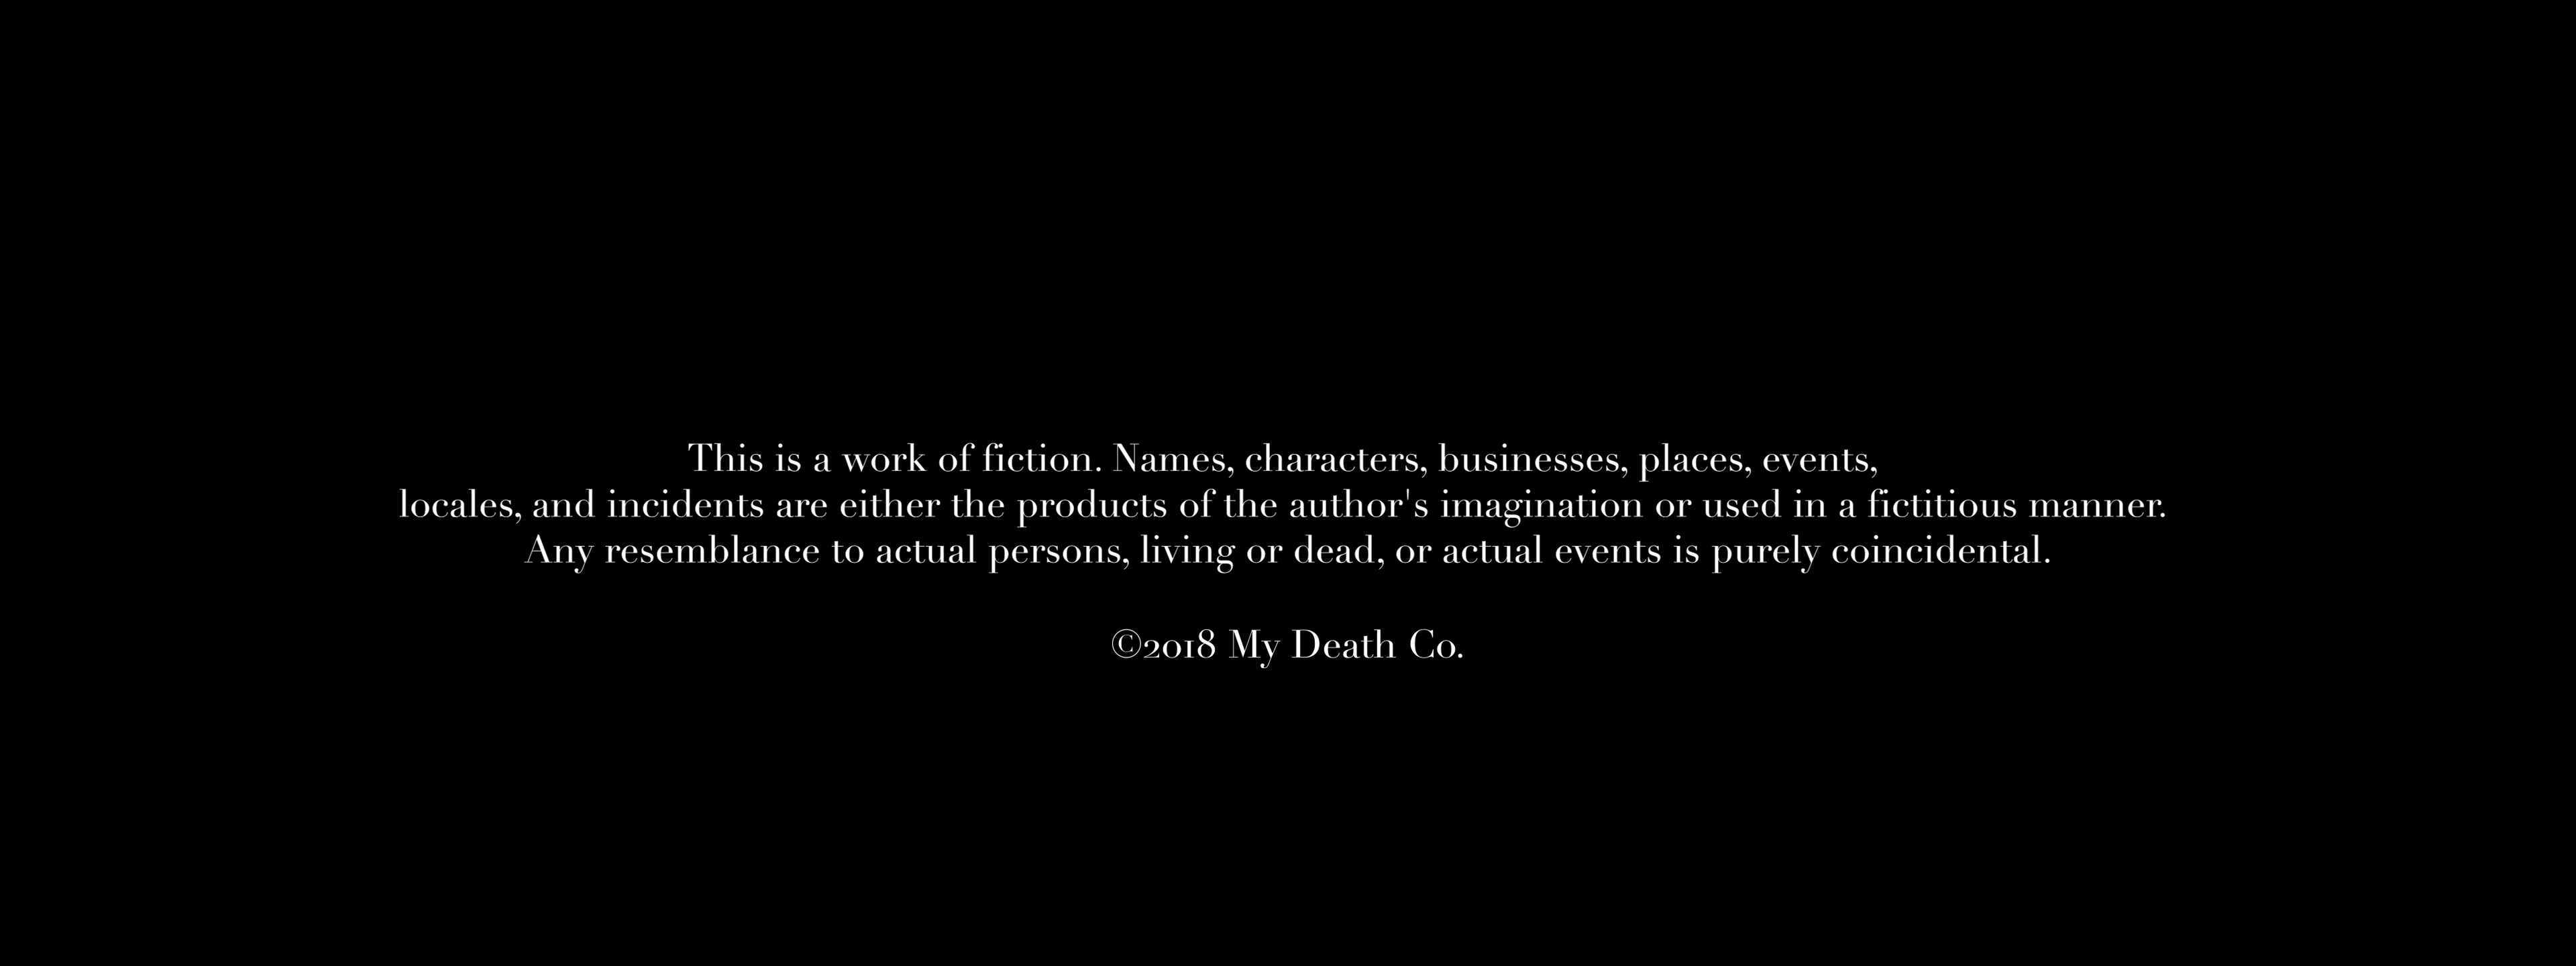 This is a work of fiction. Names, characters, businesses, places, events,
locales, and incidents are either the products of the author's imagination or used in a fictitious manner.
Any resemblance to actual persons, living or dead, or actual events is purely coincidental.
©2018 My Death Co.